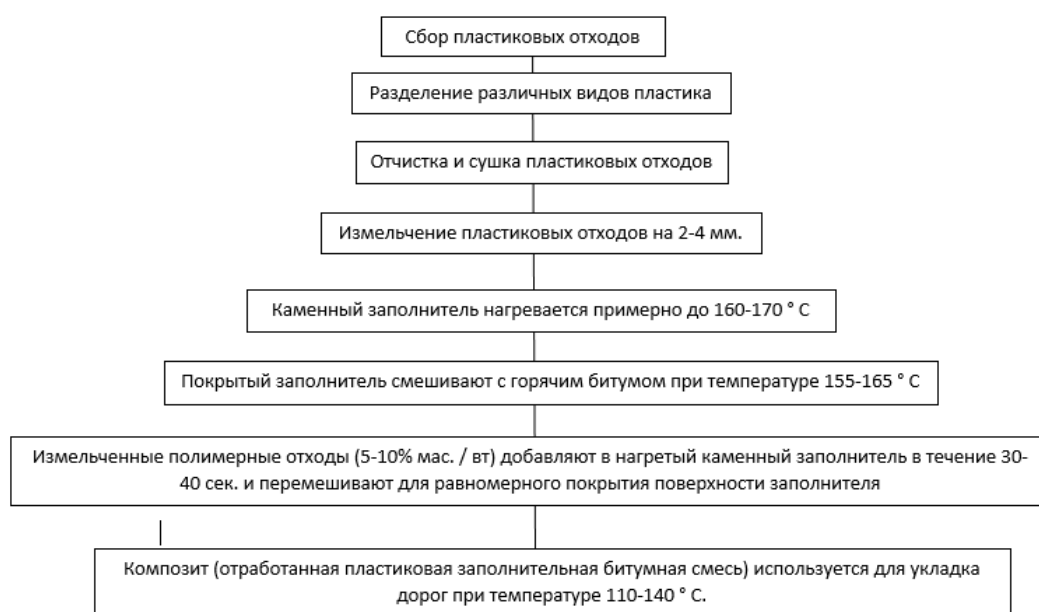 Сбор пластиковых отходов
Разделение различных видов пластика
Отчистка и сушка пластиковых отходов
Измельчение пластиковых отходов на 2-4 мм.
Каменный заполнитель нагревается примерно до 160-170 ° С
Покрытый заполнитель смешивают с горячим битумом при температуре 155-165 ° С
Измельченные полимерные отходы (5-10% мас. / вт) добавляют в нагретый каменный заполнитель в течение 30-
40 сек. и перемешивают для равномерного покрытия поверхности заполнителя
Композит (отработанная пластиковая заполнительная битумная смесь) используется для укладка
дорог при температуре 110-140 ° С.